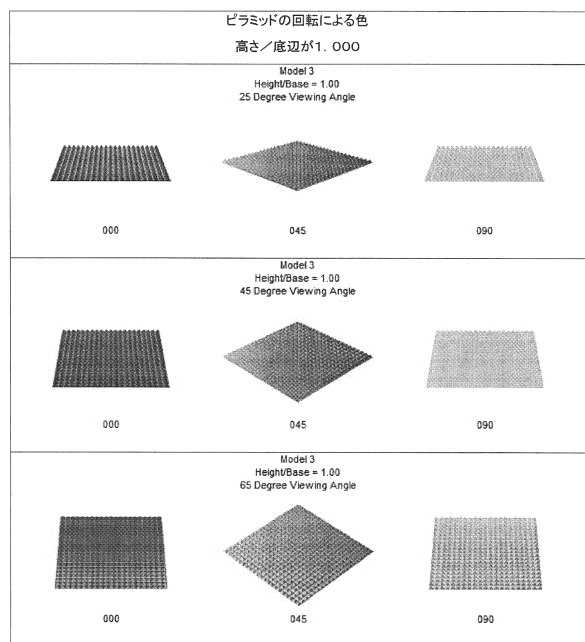 ピラミッドの回転による色
高さ／底辺が1．000
Model 3
Height/Base = 1.00
25 Degree Viewing Angle
000 045 090
Model 3
Height/Base = 1.00
45 Degree Viewing Angle
000 045 090
Model 3
Height/Base = 1.00
65 Degree Viewing Angle
000 045 090